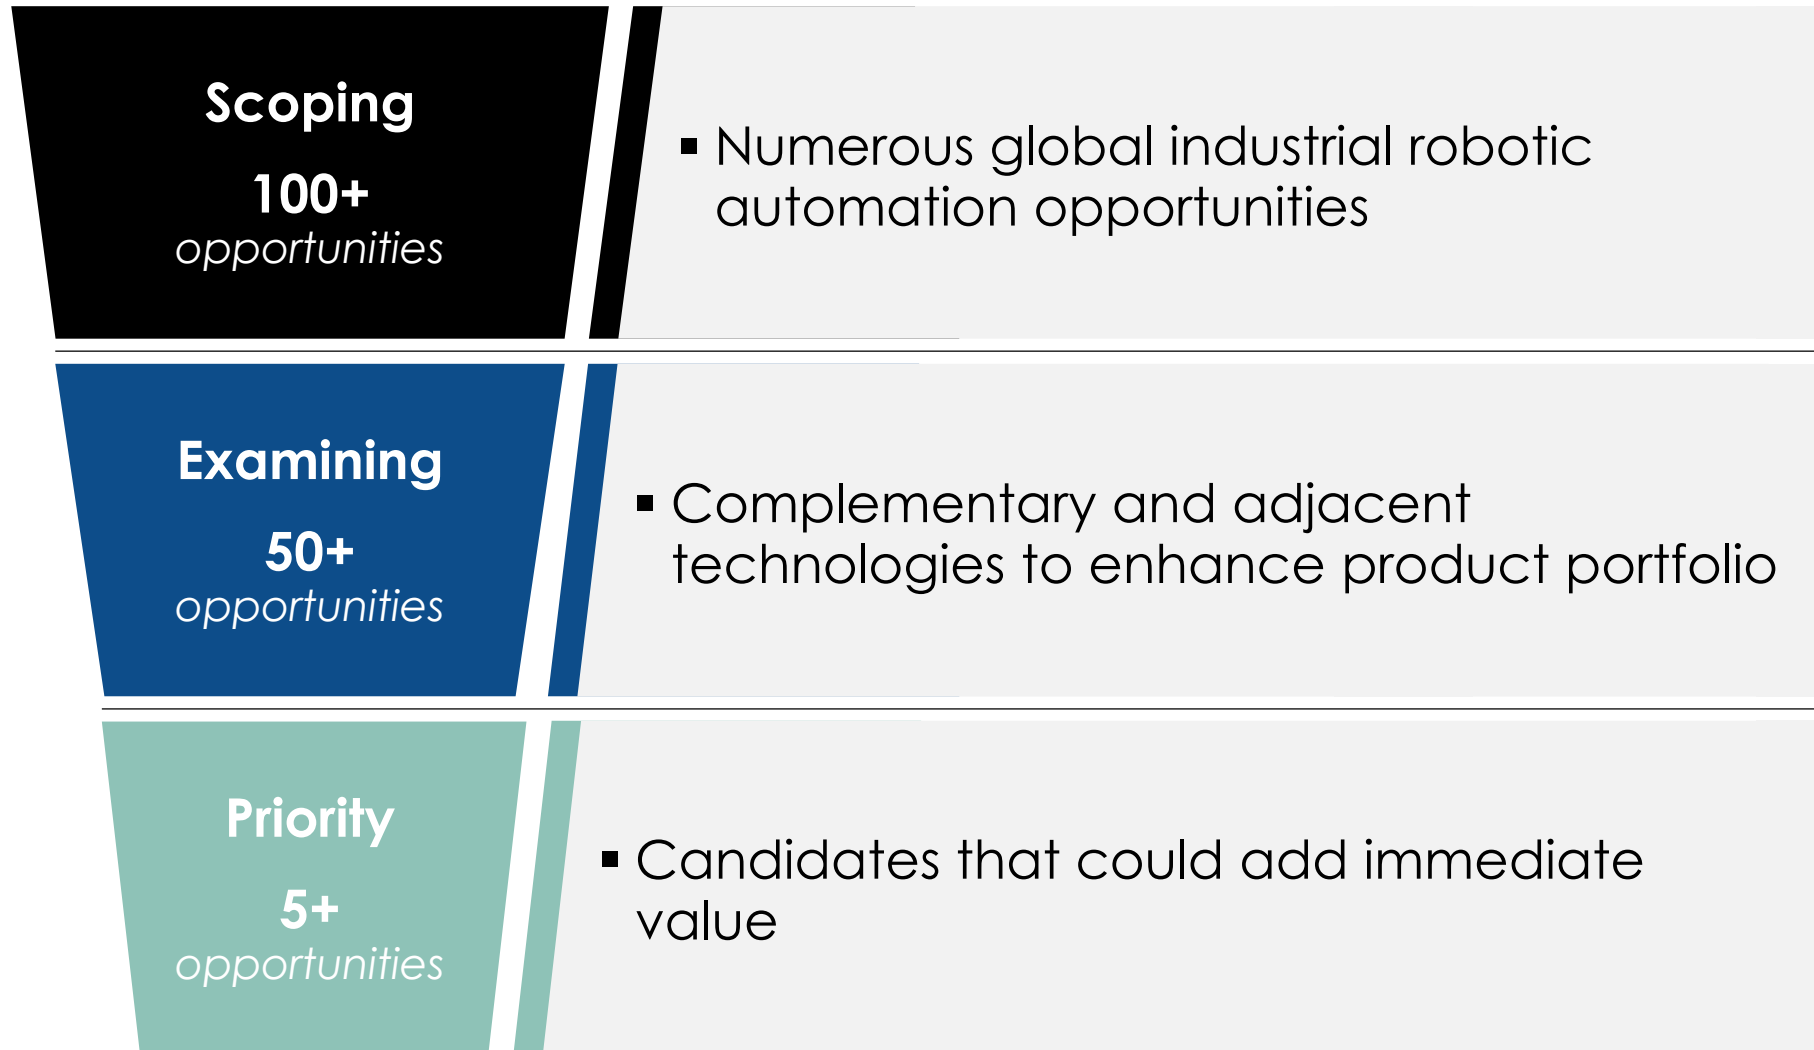 Scoping
100+
opportunities
▪ Numerous global industrial robotic
automation opportunities
Examining
50+
opportunities
▪ Complementary and adjacent
technologies to enhance product portfolio
Priority
5+
opportunities
▪ Candidates that could add immediate
value